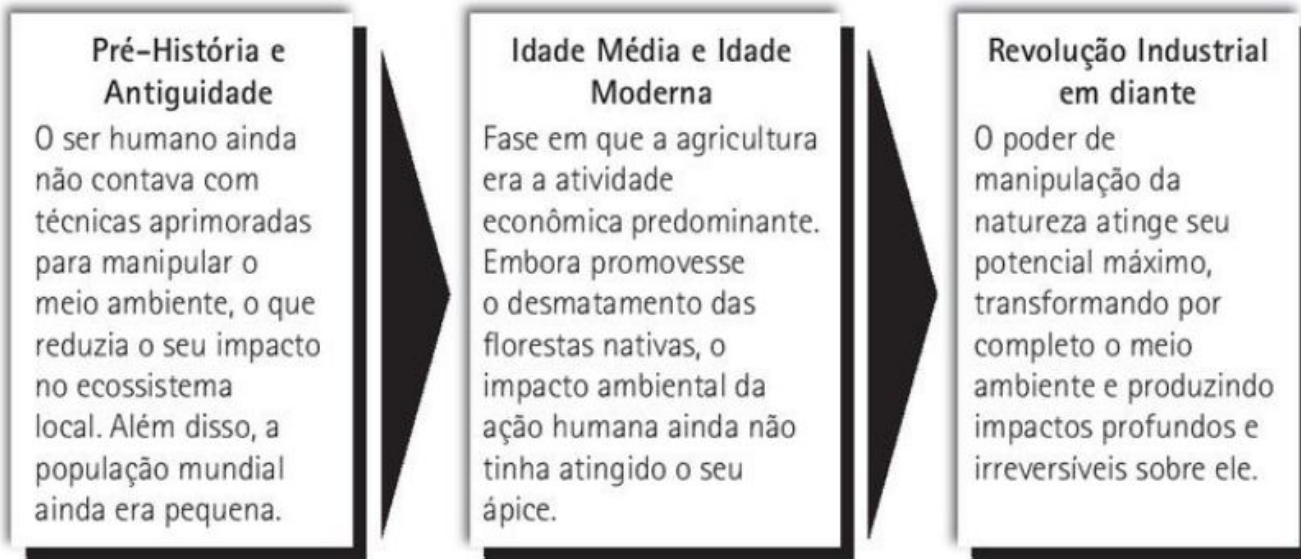 Pré-História e
Antiguidade
O ser humano ainda
não contava com
técnicas aprimoradas
para manipular o
meio ambiente, o que
reduzia o seu impacto
no ecossistema
local. Além disso, a
população mundial
ainda era pequena.
Idade Média e Idade
Moderna
Fase em que a agricultura
era a atividade
econômica predominante.
Embora promovesse
o desmatamento das
florestas nativas, o
impacto ambiental da
ação humana ainda não
tinha atingido o seu
ápice.
Revolução Industrial
em diante
O poder de
manipulação da
natureza atinge seu
potencial máximo,
transformando por
completo o meio
ambiente e produzindo
impactos profundos e
irreversíveis sobre ele.